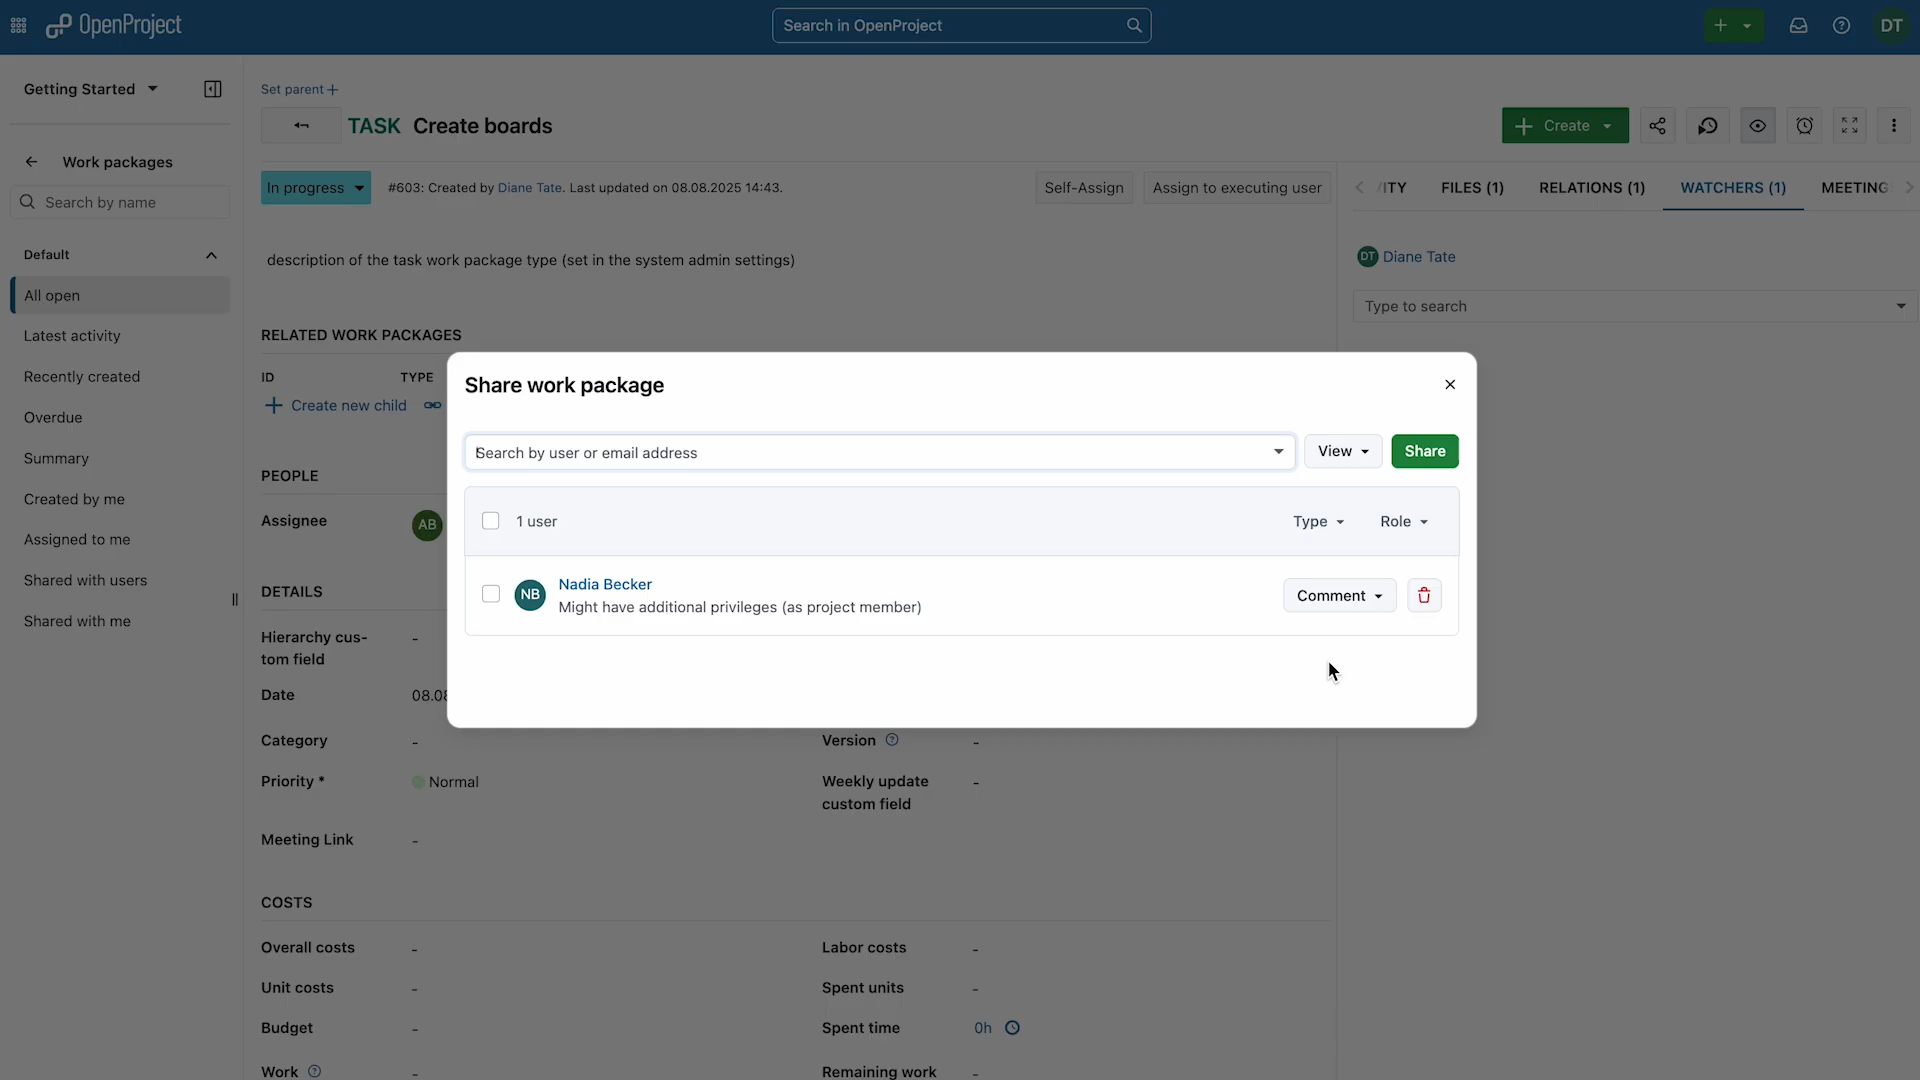 OpenProject
Search in OpenProject
DT
Getting Started
Set parent
TASK Create boards
Create
Work packages
In progress
#603: Created by Diane Tate. Last updated on 08.08.2025 14:43.
Self-Assign
Assign to executing user
ITY
FILES (1)
RELATIONS (1)
WATCHERS (1)
MEETING
Search by name
Default
description of the task work package type (set in the system admin settings)
DT Diane Tate
All open
Type to search
Latest activity
RELATED WORK PACKAGES
Recently created
ID
TYPE
Create new child
Share work package
Overdue
Search by user or email address
View
Share
Summary
PEOPLE
Created by me
Assignee
AB
1 user
Type
Role
Assigned to me
Shared with users
DETAILS
NB
Nadia Becker
Might have additional privileges (as project member)
Comment
Shared with me
Hierarchy cus-
tom field
-
Date
08.08
Category
-
Version
-
Priority *
Normal
Weekly update
custom field
-
Meeting Link
-
COSTS
Overall costs
-
Labor costs
-
Unit costs
-
Spent units
-
Budget
-
Spent time
0h
Work
-
Remaining work
-